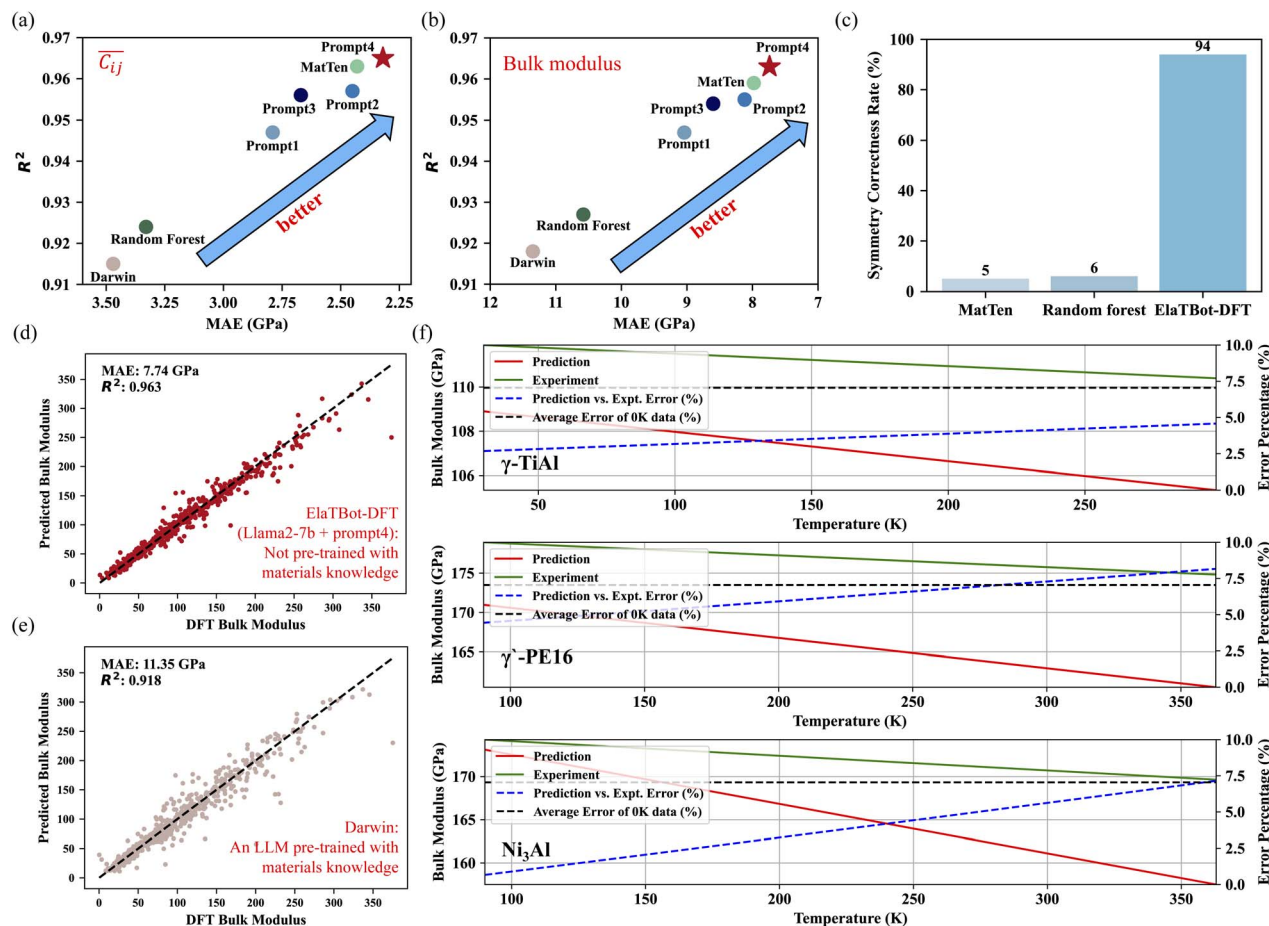 (a)
0.97
0.96
0.95
0.94
0.93
0.92
0.91
R²
C̅i̅j̅
Prompt4
MatTen
Prompt3
Prompt2
Prompt1
Random Forest
Darwin
better
3.50 3.25 3.00 2.75 2.50 2.25
MAE (GPa)
(b)
0.97
0.96
0.95
0.94
0.93
0.92
0.91
R²
Bulk modulus
Prompt4
MatTen
Prompt3
Prompt2
Prompt1
Random Forest
Darwin
better
12 11 10 9 8 7
MAE (GPa)
(c)
100
80
60
40
20
0
Symmetry Correctness Rate (%)
94
5
6
MatTen Random forest ElaTBot-DFT
(d)
MAE: 7.74 GPa
R²: 0.963
350
300
250
200
150
100
50
0
Predicted Bulk Modulus
ElaTBot-DFT
(Llama2-7b + prompt4):
Not pre-trained with
materials knowledge
0 50 100 150 200 250 300 350
DFT Bulk Modulus
(e)
MAE: 11.35 GPa
R²: 0.918
350
300
250
200
150
100
50
0
Predicted Bulk Modulus
Darwin:
An LLM pre-trained with
materials knowledge
0 50 100 150 200 250 300 350
DFT Bulk Modulus
(f)
Bulk Modulus (GPa)
110
108
106
Prediction
Experiment
Prediction vs. Expt. Error (%)
Average Error of 0K data (%)
γ-TiAl
10.0
7.5
5.0
2.5
0.0
Error Percentage (%)
50 100 150 200 250
Temperature (K)
Bulk Modulus (GPa)
175
170
165
Prediction
Experiment
Prediction vs. Expt. Error (%)
Average Error of 0K data (%)
γ`-PE16
10.0
7.5
5.0
2.5
0.0
Error Percentage (%)
100 150 200 250 300 350
Temperature (K)
Bulk Modulus (GPa)
170
165
160
Prediction
Experiment
Prediction vs. Expt. Error (%)
Average Error of 0K data (%)
Ni₃Al
10.0
7.5
5.0
2.5
0.0
Error Percentage (%)
100 150 200 250 300 350
Temperature (K)